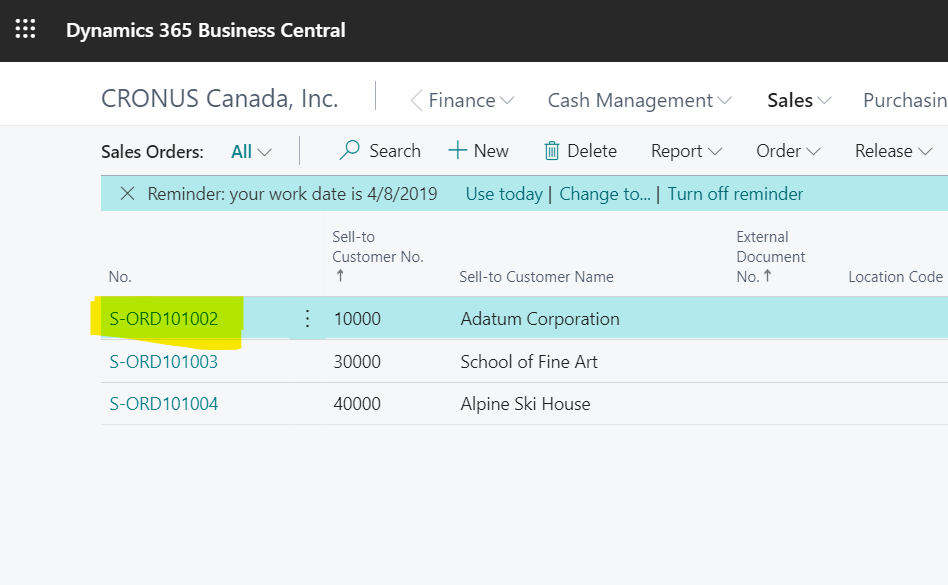 Dynamics 365 Business Central
CRONUS Canada, Inc. Finance Cash Management Sales Purchasin
Sales Orders: All Search New Delete Report Order Release
Reminder: your work date is 4/8/2019 Use today | Change to... | Turn off reminder
No.
Sell-to
Customer No.
↑
Sell-to Customer Name
External
Document
No. ↑
Location Code
S-ORD101002 10000 Adatum Corporation
S-ORD101003 30000 School of Fine Art
S-ORD101004 40000 Alpine Ski House